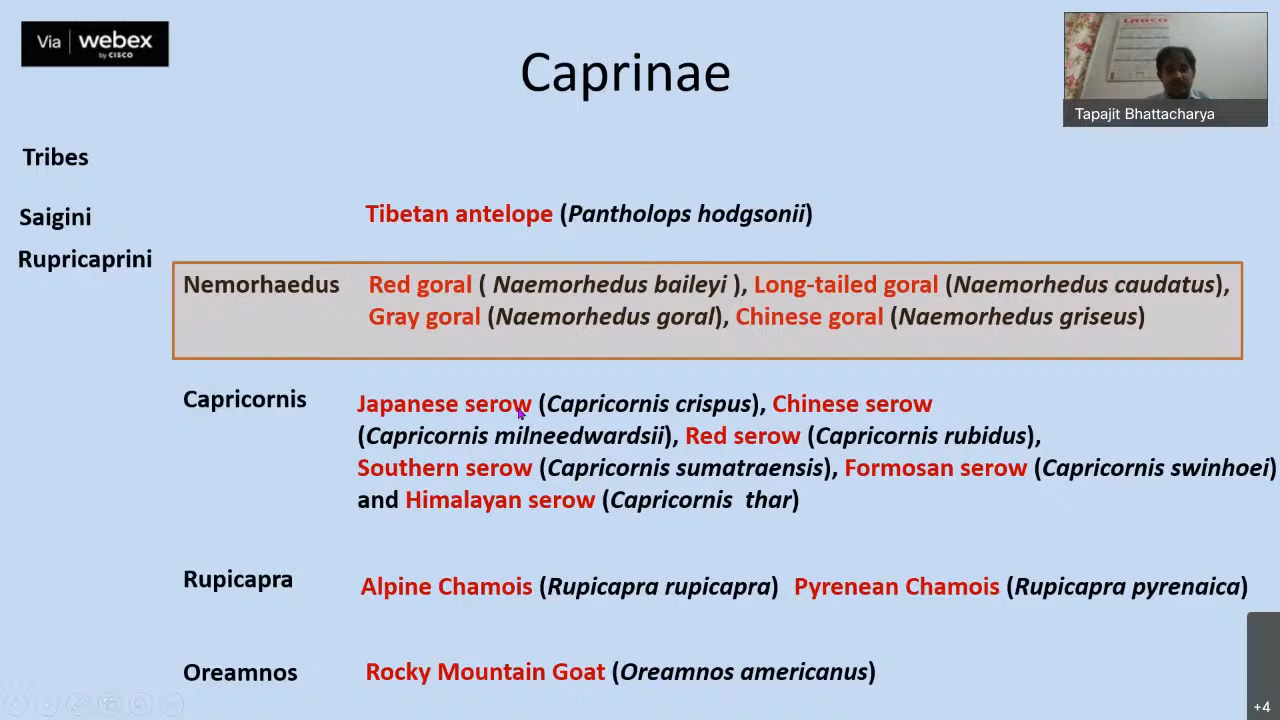 Via webex
by CISCO
Caprinae
LABCO
Tapajit Bhattacharya
Tribes
Saigini
Tibetan antelope (Pantholops hodgsonii)
Rupricaprini
Nemorhaedus
Red goral ( Naemorhedus baileyi ), Long-tailed goral (Naemorhedus caudatus),
Gray goral (Naemorhedus goral), Chinese goral (Naemorhedus griseus)
Capricornis
Japanese serow (Capricornis crispus), Chinese serow
(Capricornis milneedwardsii), Red serow (Capricornis rubidus),
Southern serow (Capricornis sumatraensis), Formosan serow (Capricornis swinhoei)
and Himalayan serow (Capricornis thar)
Rupicapra
Alpine Chamois (Rupicapra rupicapra) Pyrenean Chamois (Rupicapra pyrenaica)
Oreamnos
Rocky Mountain Goat (Oreamnos americanus)
+4